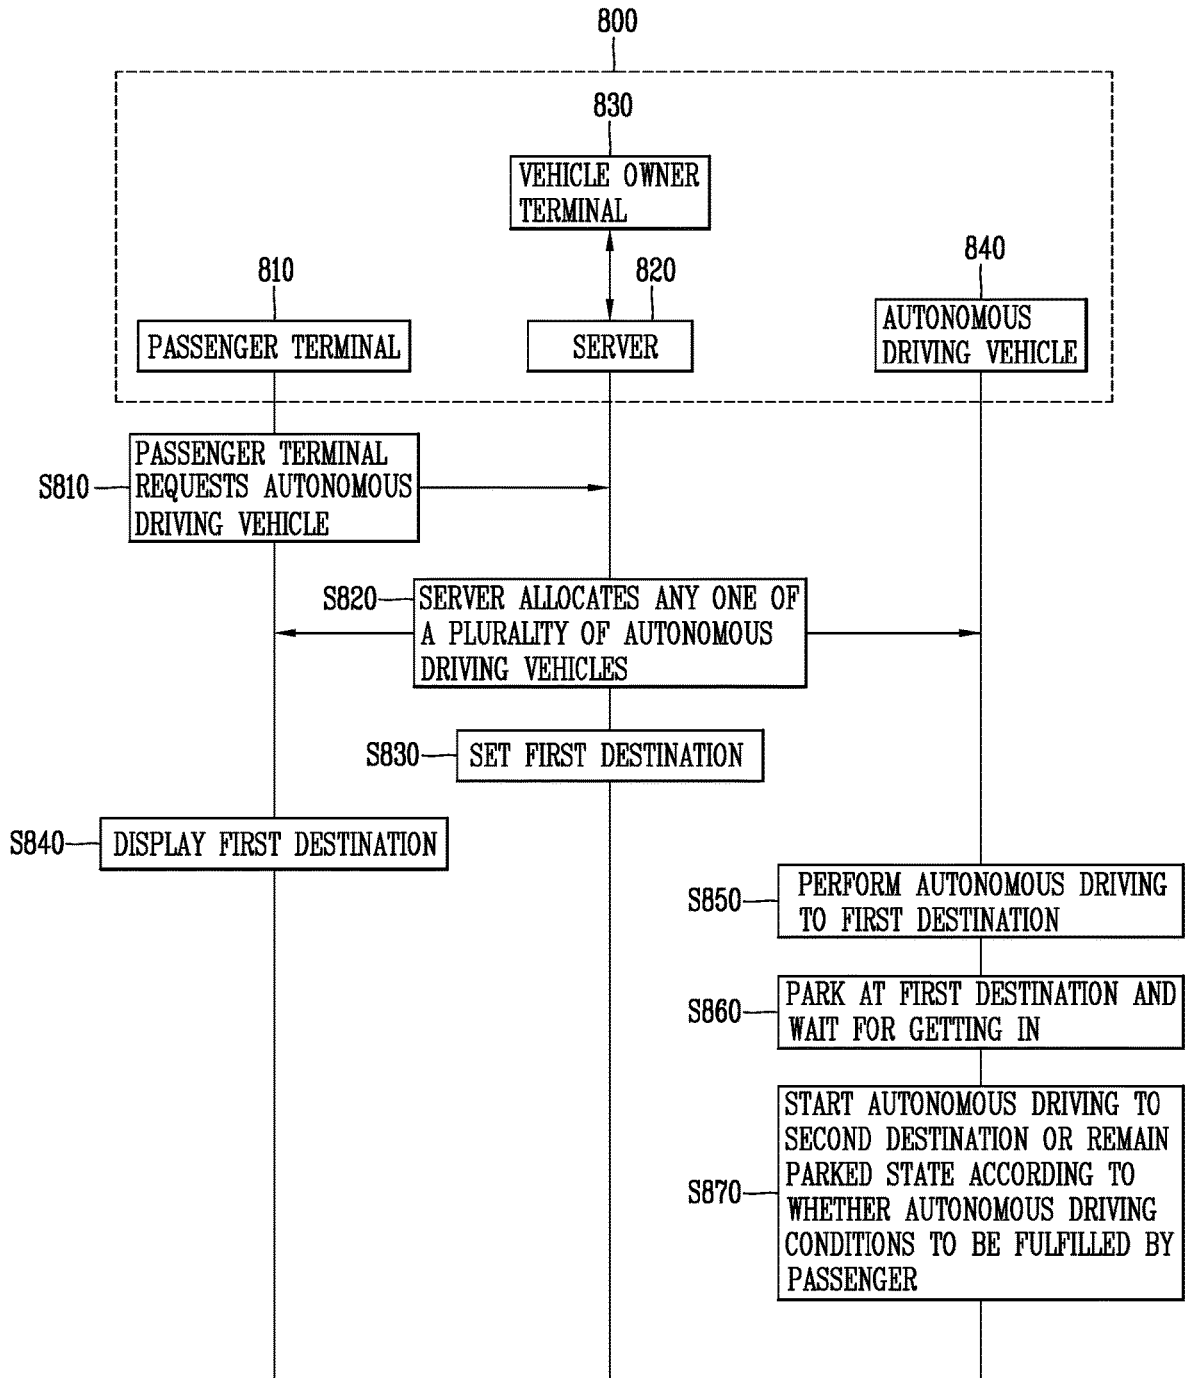 800
830
VEHICLE OWNER
TERMINAL
810
820
840
PASSENGER TERMINAL
SERVER
AUTONOMOUS
DRIVING VEHICLE
S810
PASSENGER TERMINAL
REQUESTS AUTONOMOUS
DRIVING VEHICLE
S820
SERVER ALLOCATES ANY ONE OF
A PLURALITY OF AUTONOMOUS
DRIVING VEHICLES
S830
SET FIRST DESTINATION
S840
DISPLAY FIRST DESTINATION
S850
PERFORM AUTONOMOUS DRIVING
TO FIRST DESTINATION
S860
PARK AT FIRST DESTINATION AND
WAIT FOR GETTING IN
S870
START AUTONOMOUS DRIVING TO
SECOND DESTINATION OR REMAIN
PARKED STATE ACCORDING TO
WHETHER AUTONOMOUS DRIVING
CONDITIONS TO BE FULFILLED BY
PASSENGER